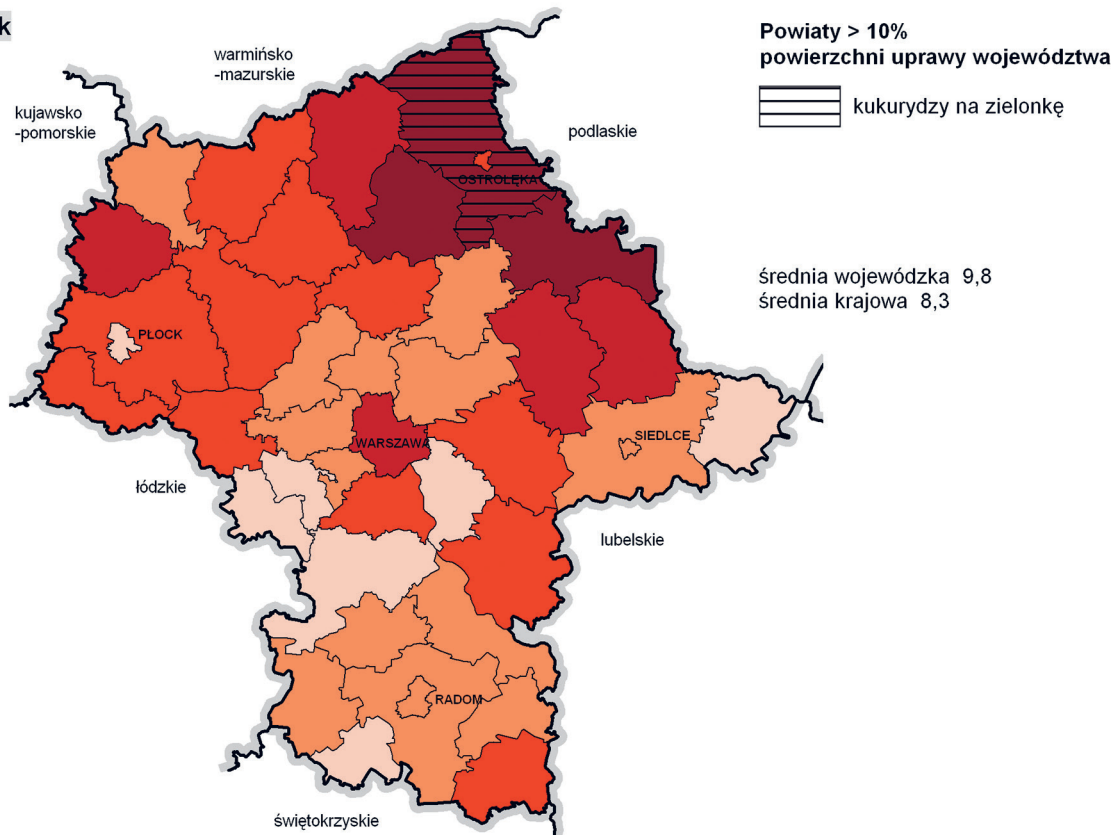 k
warmińsko
-mazurskie
kujawsko
-pomorskie
podlaskie
OSTROŁĘKA
PŁOCK
WARSZAWA
SIEDLCE
łódzkie
lubelskie
RADOM
świętokrzyskie
Powiaty > 10%
powierzchni uprawy województwa
kukurydzy na zielonkę
średnia wojewódzka 9,8
średnia krajowa 8,3